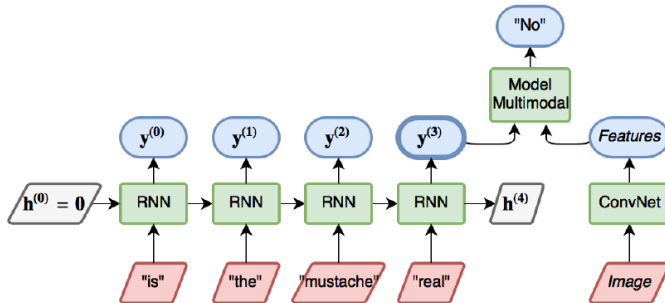 "No"
Model
Multimodal
y(0) y(1) y(2) y(3) Features
h(0) = 0 RNN RNN RNN RNN h(4) ConvNet
"is" "the" "mustache" "real" Image